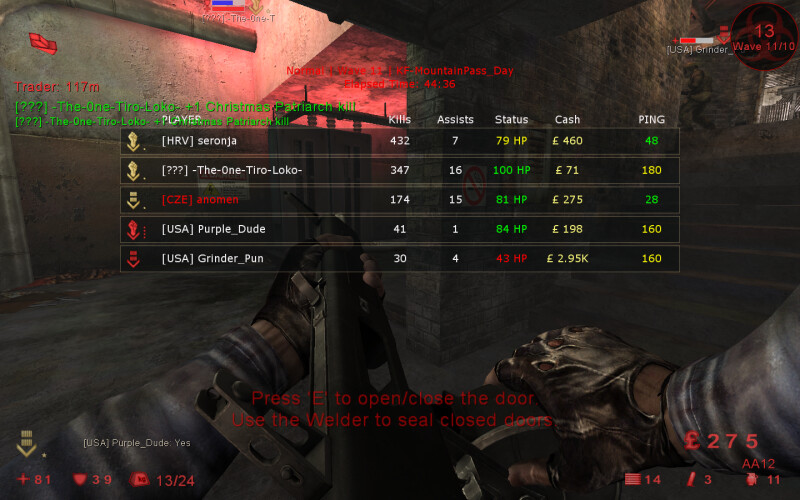 [???] -The-0ne-T
13
Wave 11/10
[USA] Grinder_
Trader: 117m
Elapsed Time: 44:36
[???] -The-0ne-Tiro-Loko- +1 Christmas Patriarch kill
[???] -The-0ne-Tiro-Loko- +1 Christmas Patriarch kill
PLAYER Kills Assists Status Cash PING
[HRV] seronja 432 7 79 HP £ 460 48
[???] -The-0ne-Tiro-Loko- 347 16 100 HP £ 71 180
[CZE] anomen 174 15 81 HP £ 275 28
[USA] Purple_Dude 41 1 84 HP £ 198 160
[USA] Grinder_Pun 30 4 43 HP £ 2.95K 160
Press 'E' to open/close the door.
Use the Welder to seal closed doors.
[USA] Purple_Dude: Yes
£ 275
AA12
81 39 13/24 14 3 11